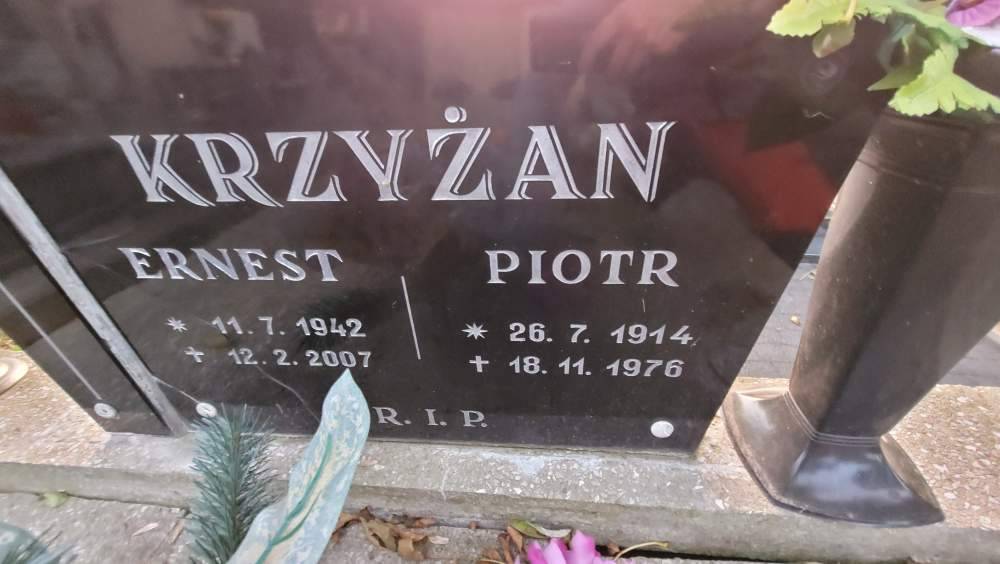 KRZYŻAN
ERNEST
* 11. 7. 1942
✝ 12. 2. 2007
PIOTR
* 26. 7. 1914
✝ 18. 11. 1976
R. I. P.